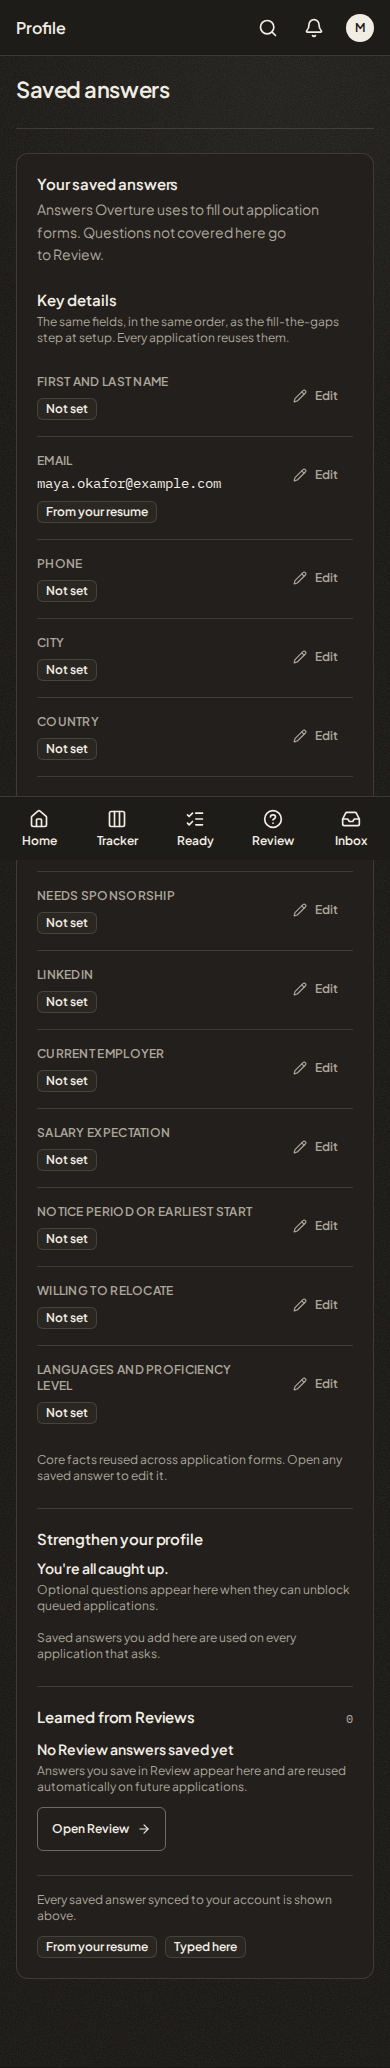 Profile
M
Saved answers
Your saved answers
Answers Overture uses to fill out application
forms. Questions not covered here go
to Review.
Key details
The same fields, in the same order, as the fill-the-gaps
step at setup. Every application reuses them.
FIRST AND LAST NAME
Not set
Edit
EMAIL
maya.okafor@example.com
From your resume
Edit
PHONE
Not set
Edit
CITY
Not set
Edit
COUNTRY
Not set
Edit
Home
Tracker
Ready
Review
Inbox
NEEDS SPONSORSHIP
Not set
Edit
LINKEDIN
Not set
Edit
CURRENT EMPLOYER
Not set
Edit
SALARY EXPECTATION
Not set
Edit
NOTICE PERIOD OR EARLIEST START
Not set
Edit
WILLING TO RELOCATE
Not set
Edit
LANGUAGES AND PROFICIENCY
LEVEL
Not set
Edit
Core facts reused across application forms. Open any
saved answer to edit it.
Strengthen your profile
You're all caught up.
Optional questions appear here when they can unblock
queued applications.
Saved answers you add here are used on every
application that asks.
Learned from Reviews
0
No Review answers saved yet
Answers you save in Review appear here and are reused
automatically on future applications.
Open Review
Every saved answer synced to your account is shown
above.
From your resume
Typed here